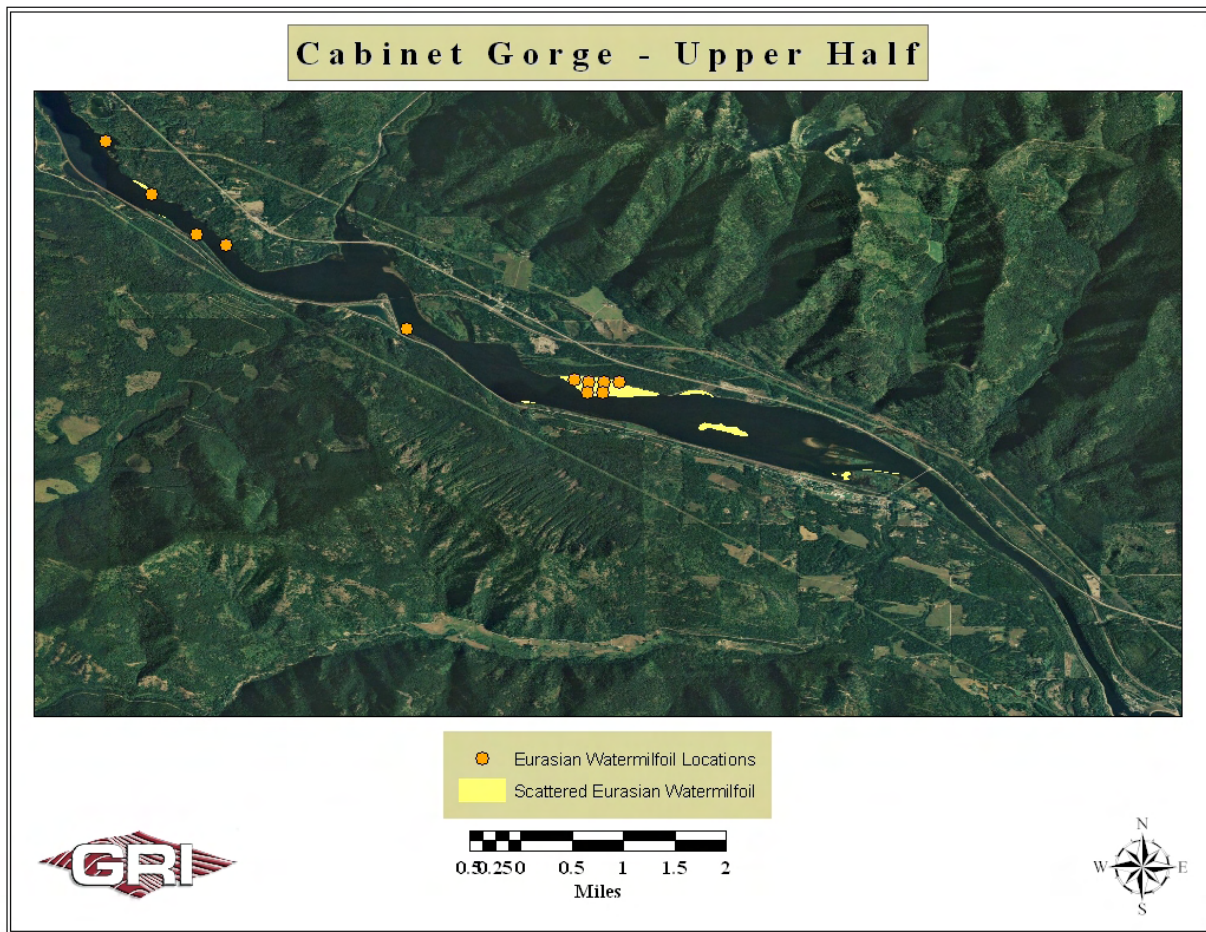 Cabinet Gorge - Upper Half
Eurasian Watermilfoil Locations
Scattered Eurasian Watermilfoil
0.5 0.25 0 0.5 1 1.5 2
Miles
GRI
N
W E
S